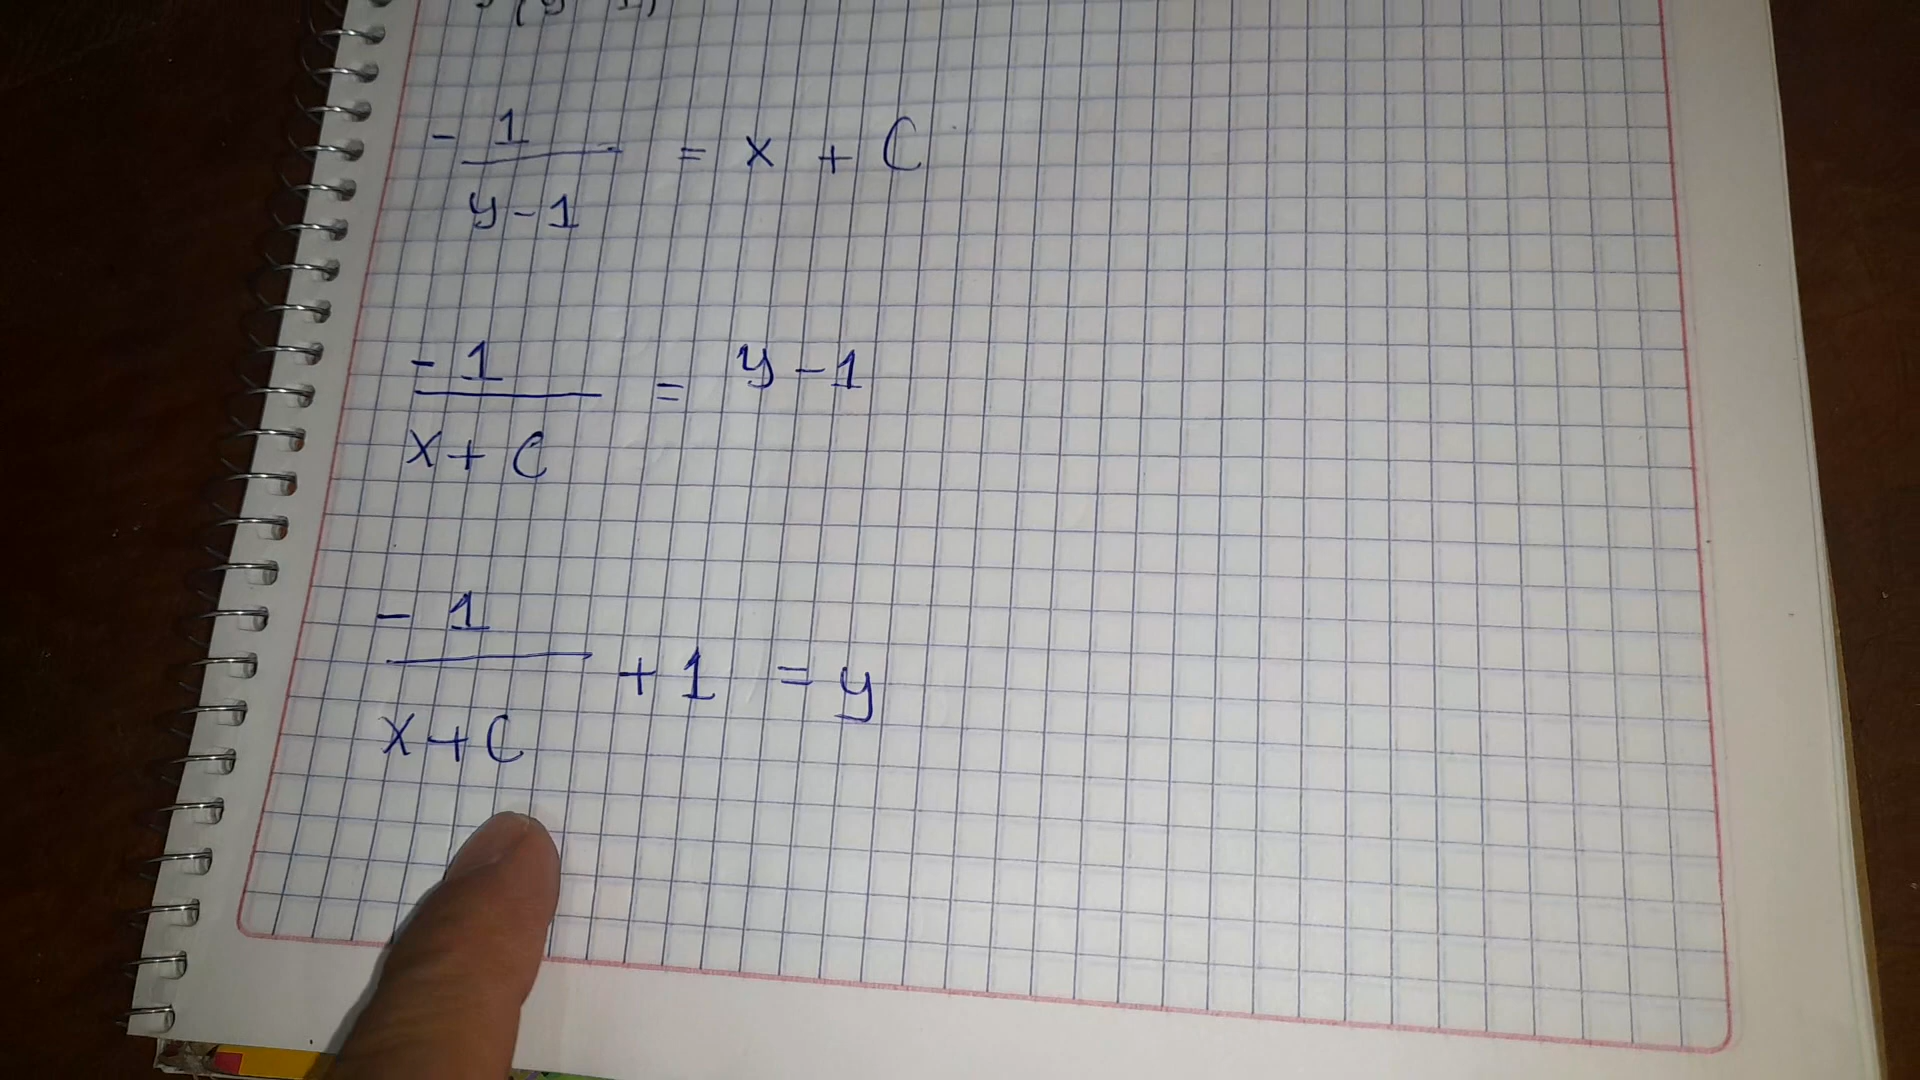 - 1 / y - 1 = x + C
- 1 / x + C = y - 1
- 1 / x + C + 1 = y